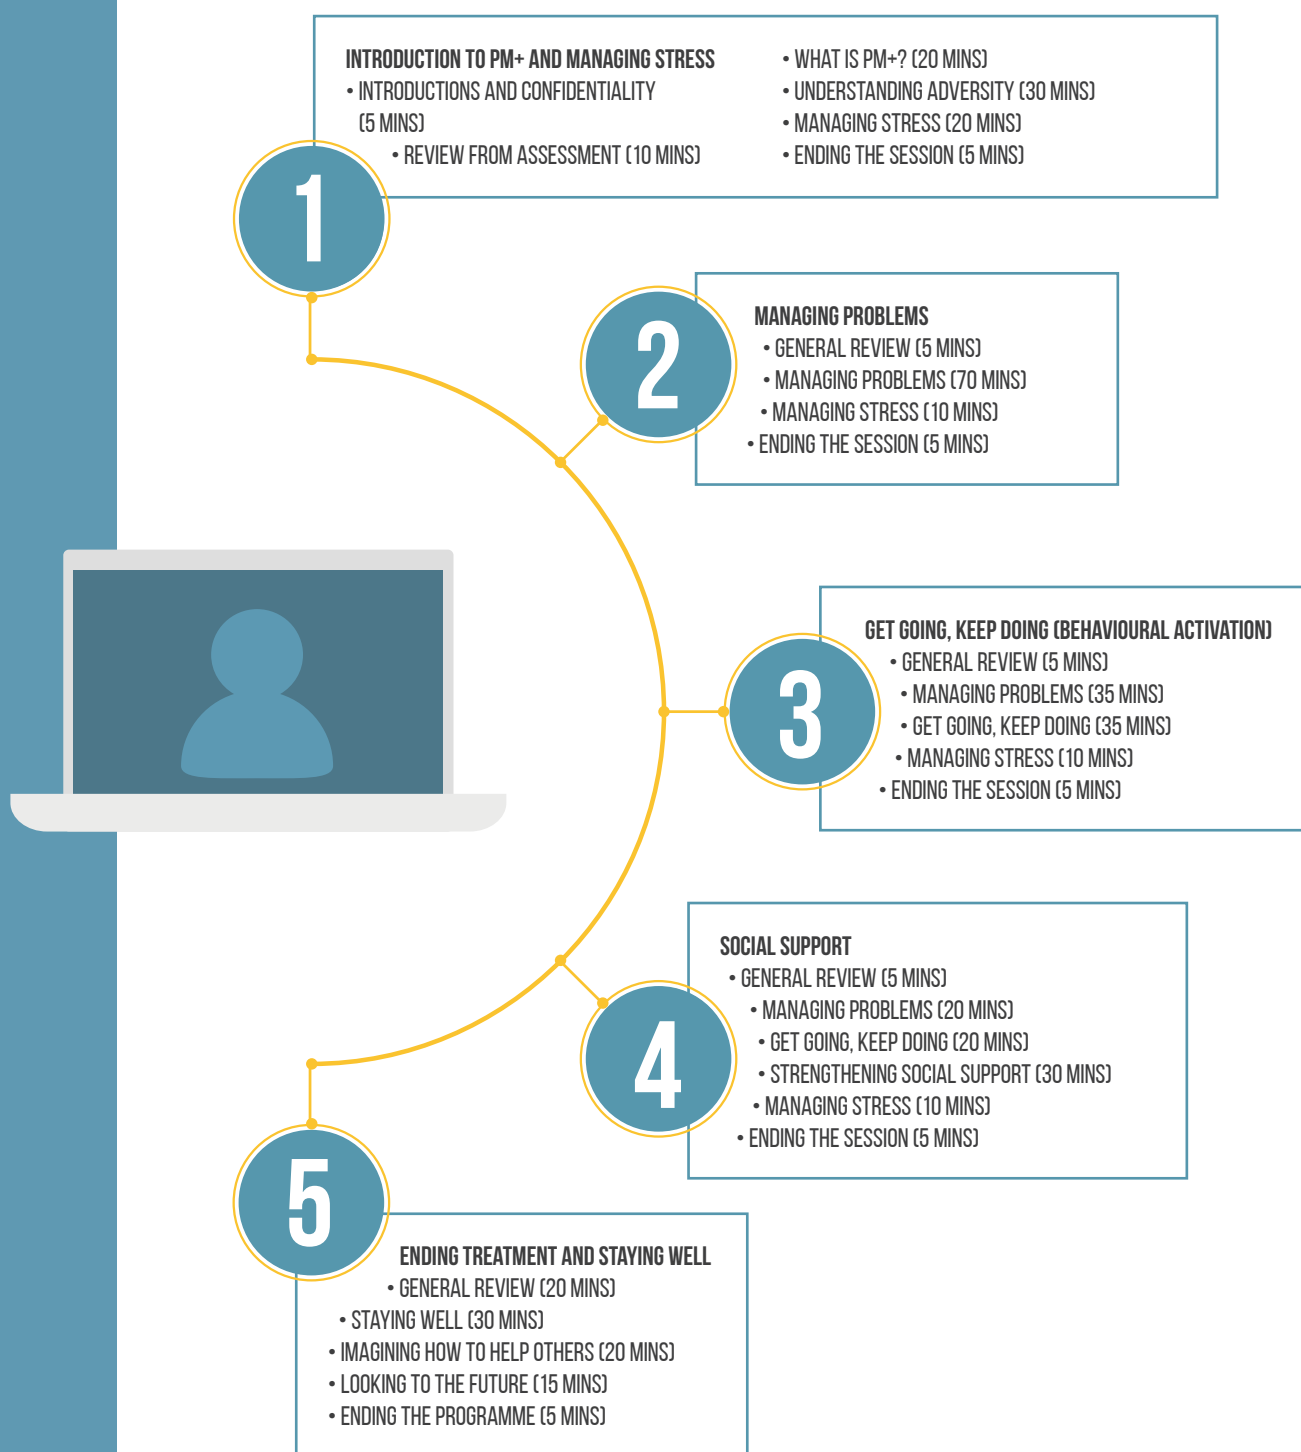 INTRODUCTION TO PM+ AND MANAGING STRESS
• INTRODUCTIONS AND CONFIDENTIALITY
(5 MINS)
• REVIEW FROM ASSESSMENT (10 MINS)
• WHAT IS PM+? (20 MINS)
• UNDERSTANDING ADVERSITY (30 MINS)
• MANAGING STRESS (20 MINS)
• ENDING THE SESSION (5 MINS)
1
2
MANAGING PROBLEMS
• GENERAL REVIEW (5 MINS)
• MANAGING PROBLEMS (70 MINS)
• MANAGING STRESS (10 MINS)
• ENDING THE SESSION (5 MINS)
3
GET GOING, KEEP DOING (BEHAVIOURAL ACTIVATION)
• GENERAL REVIEW (5 MINS)
• MANAGING PROBLEMS (35 MINS)
• GET GOING, KEEP DOING (35 MINS)
• MANAGING STRESS (10 MINS)
• ENDING THE SESSION (5 MINS)
4
SOCIAL SUPPORT
• GENERAL REVIEW (5 MINS)
• MANAGING PROBLEMS (20 MINS)
• GET GOING, KEEP DOING (20 MINS)
• STRENGTHENING SOCIAL SUPPORT (30 MINS)
• MANAGING STRESS (10 MINS)
• ENDING THE SESSION (5 MINS)
5
ENDING TREATMENT AND STAYING WELL
• GENERAL REVIEW (20 MINS)
• STAYING WELL (30 MINS)
• IMAGINING HOW TO HELP OTHERS (20 MINS)
• LOOKING TO THE FUTURE (15 MINS)
• ENDING THE PROGRAMME (5 MINS)